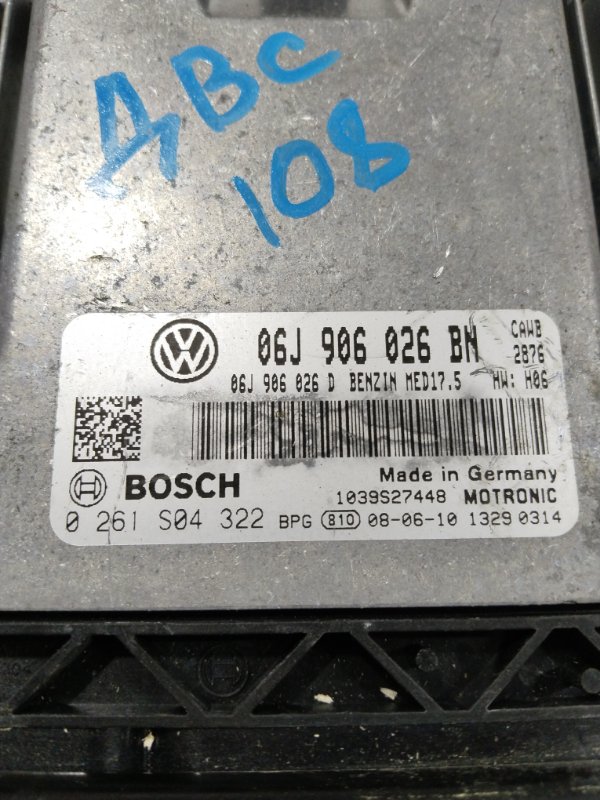 ДВС
108
06J 906 026 BN CAWB
2876
06J 906 026 D BENZIN MED17.5 HW: H06
Made in Germany
BOSCH 1039S27448 MOTRONIC
0 261 S04 322 BPG 810 08-06-10 1329 0314